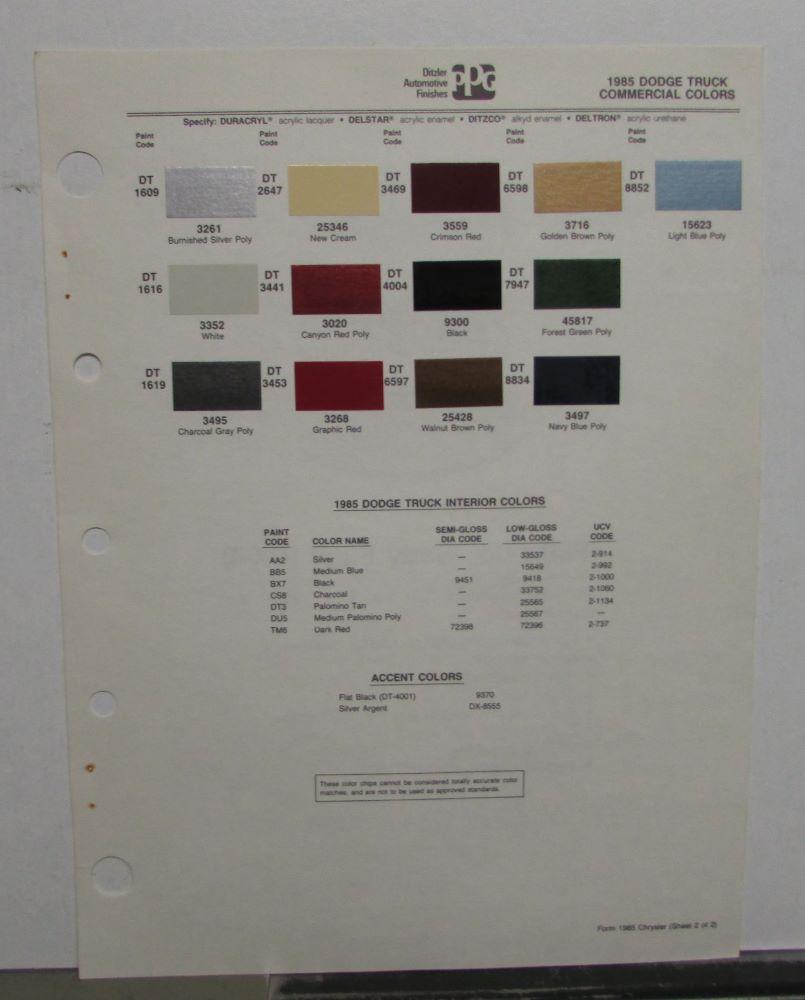 Ditzler
Automotive
Finishes
PPG
1985 DODGE TRUCK
COMMERCIAL COLORS
Specify: DURACRYL® acrylic lacquer • DELSTAR® acrylic enamel • DITZCO® alkyd enamel • DELTRON® acrylic urethane
Paint Code Paint Code Paint Code Paint Code Paint Code
DT 1609 DT 2647 DT 3469 DT 6598 DT 8852
3261 25346 3559 3716 15623
Burnished Silver Poly New Cream Crimson Red Golden Brown Poly Light Blue Poly
DT 1616 DT 3441 DT 4004 DT 7947
3352 3020 9300 45817
White Canyon Red Poly Black Forest Green Poly
DT 1619 DT 3453 DT 6597 DT 8834
3495 3268 25428 3497
Charcoal Gray Poly Graphic Red Walnut Brown Poly Navy Blue Poly
1985 DODGE TRUCK INTERIOR COLORS
PAINT CODE COLOR NAME SEMI-GLOSS DIA CODE LOW-GLOSS DIA CODE UCV CODE
AA2 Silver — 33537 2-914
BB5 Medium Blue — 15649 2-992
BX7 Black 9451 9418 2-1000
CS8 Charcoal — 33752 2-1060
DT3 Palomino Tan — 25565 2-1134
DU5 Medium Palomino Poly — 25567 —
TM6 Dark Red 72398 72396 2-737
ACCENT COLORS
Flat Black (DT-4001) 9370
Silver Argent DX-8555
These color chips cannot be considered totally accurate color
matches, and are not to be used as approved standards.
Form 1985 Chrysler (Sheet 2 of 2)